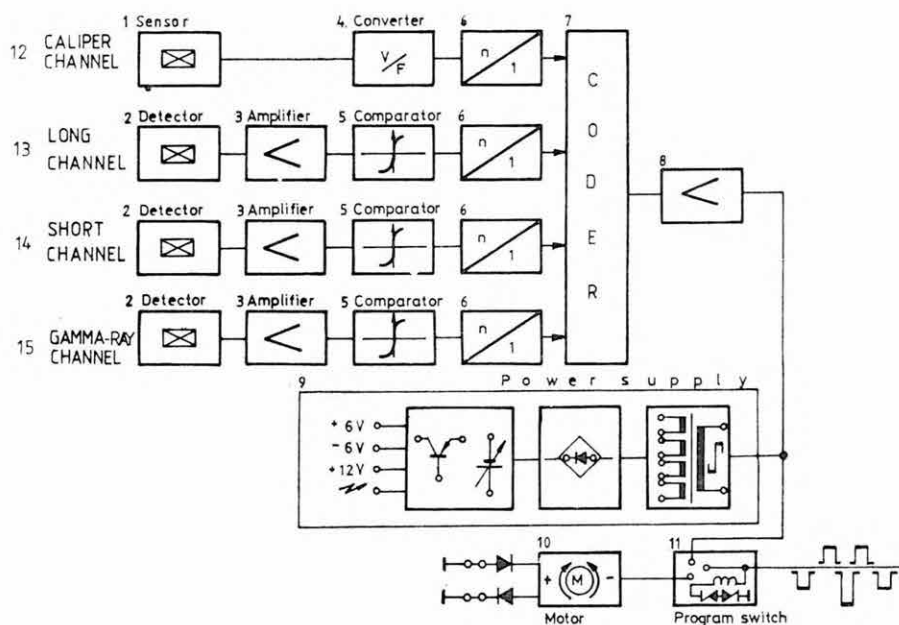 1 Sensor
4. Converter
6
7
12 CALIPER CHANNEL
V/F
n/1
2 Detector
3 Amplifier
5 Comparator
6
13 LONG CHANNEL
n/1
2 Detector
3 Amplifier
5 Comparator
6
14 SHORT CHANNEL
n/1
2 Detector
3 Amplifier
5 Comparator
6
15 GAMMA-RAY CHANNEL
n/1
CODER
8
9
Power supply
+ 6V
- 6V
+12V
10
11
+ M -
Motor
Program switch